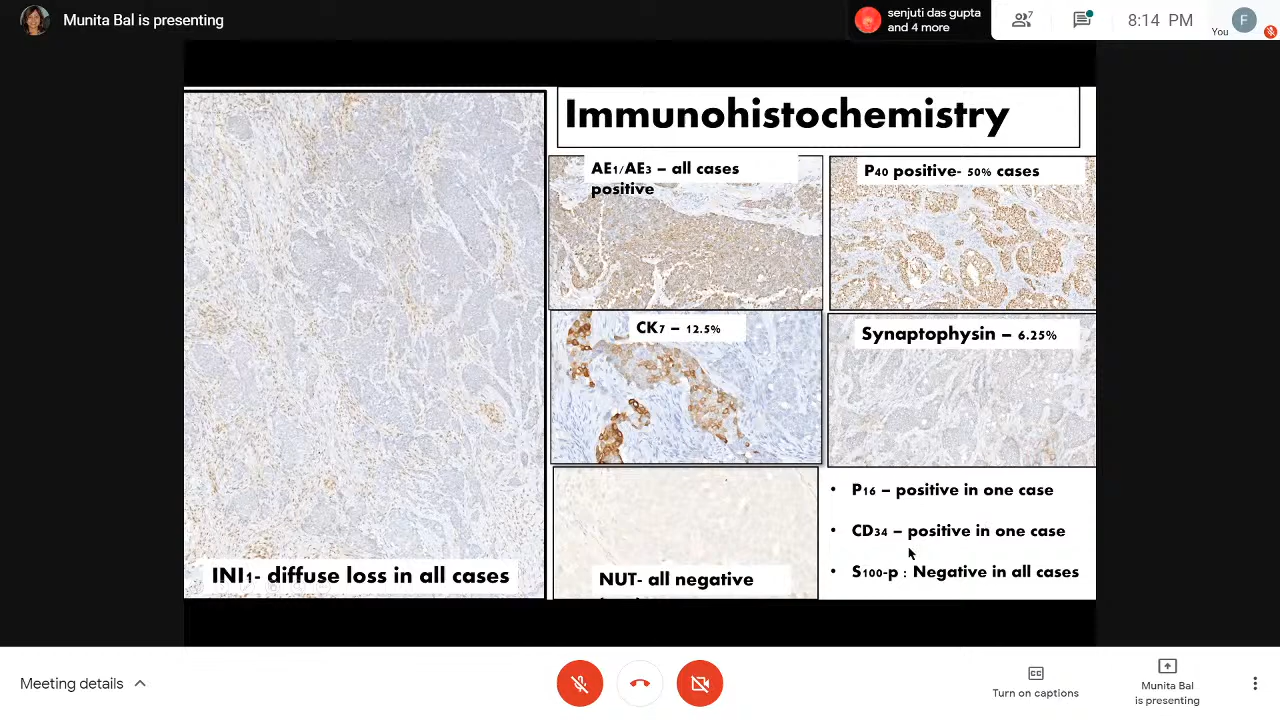 Munita Bal is presenting
senjuti das gupta
and 4 more
7
8:14 PM
You
F
Immunohistochemistry
AE1/AE3 – all cases
positive
P40 positive- 50% cases
CK7 – 12.5%
Synaptophysin – 6.25%
INI1- diffuse loss in all cases
NUT- all negative
• P16 – positive in one case
• CD34 – positive in one case
• S100-p : Negative in all cases
Meeting details
CC
Turn on captions
Munita Bal
is presenting